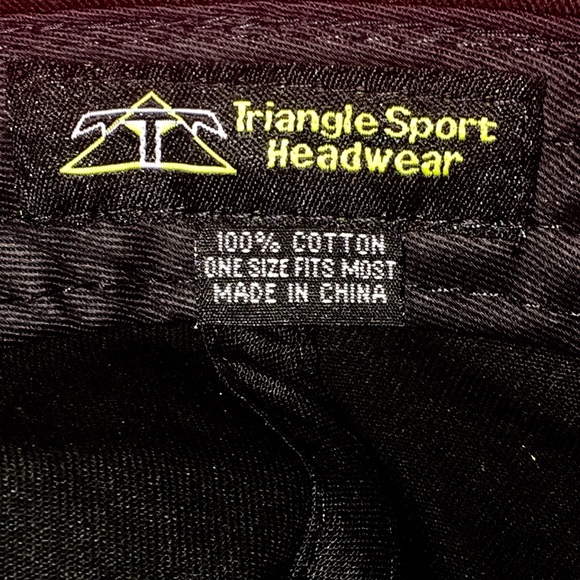 Triangle Sport
Headwear
100% COTTON
ONE SIZE FITS MOST
MADE IN CHINA